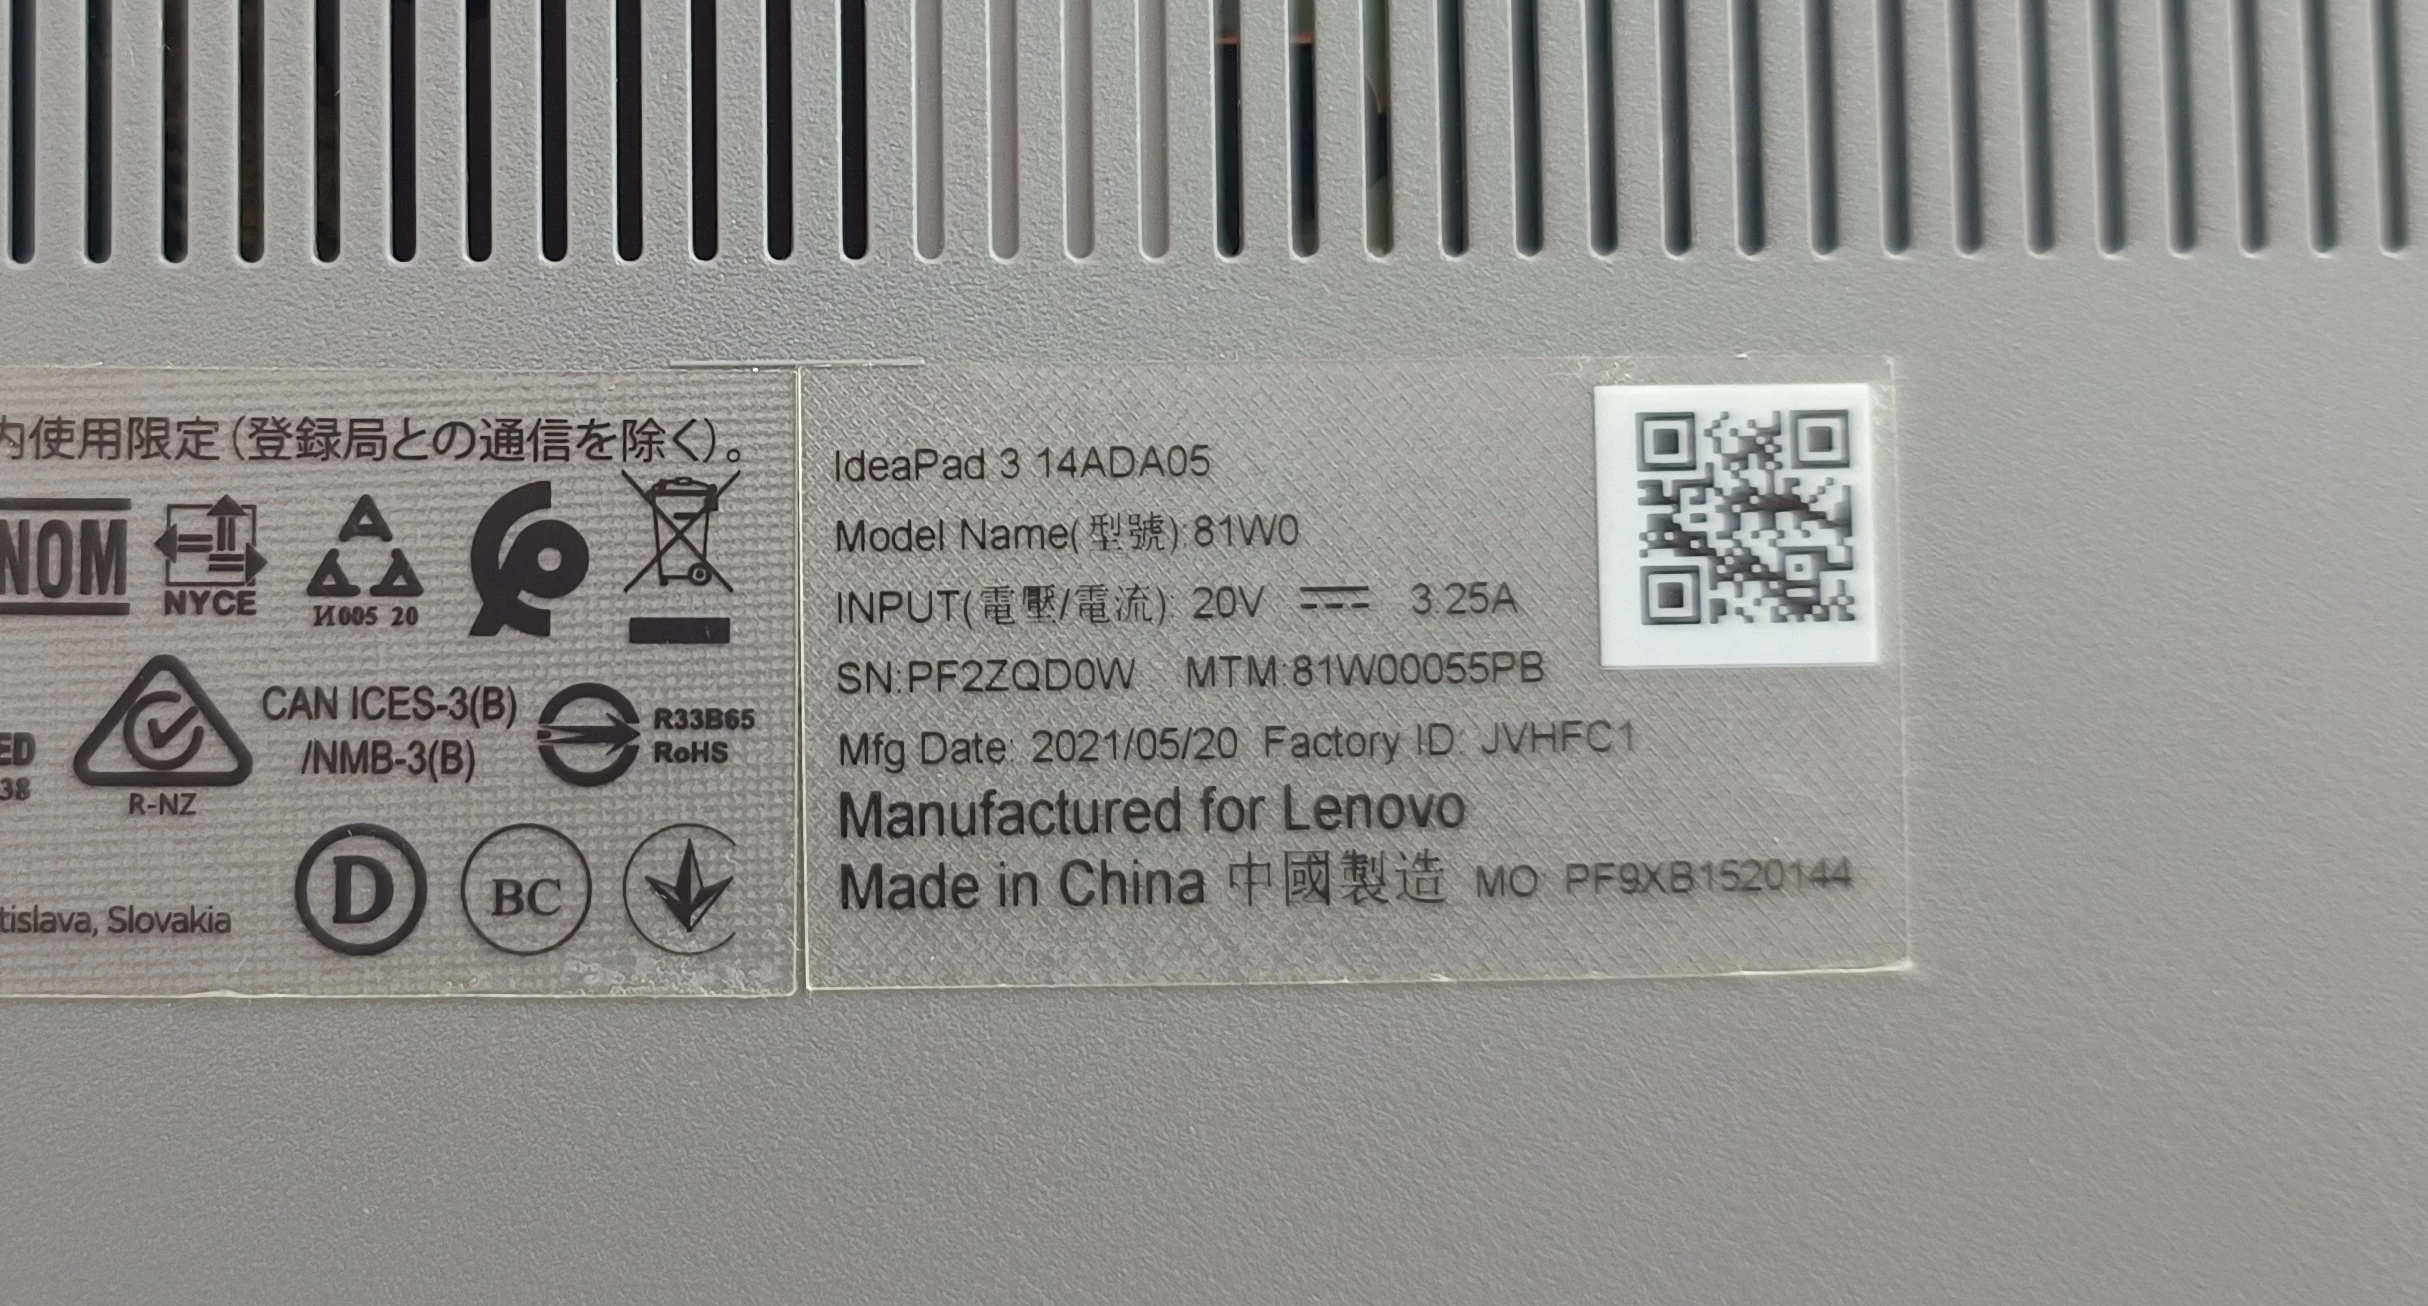 内使用限定(登録局との通信を除く)。
NOM
NYCE
И005 20
ED
38
R-NZ
CAN ICES-3(B)
/NMB-3(B)
R33B65
RoHS
D
BC
tislava, Slovakia
IdeaPad 3 14ADA05
Model Name(型號):81W0
INPUT(電壓/電流): 20V ⎓ 3.25A
SN:PF2ZQD0W MTM:81W00055PB
Mfg Date: 2021/05/20 Factory ID: JVHFC1
Manufactured for Lenovo
Made in China 中國製造 MO: PF9XB1520144